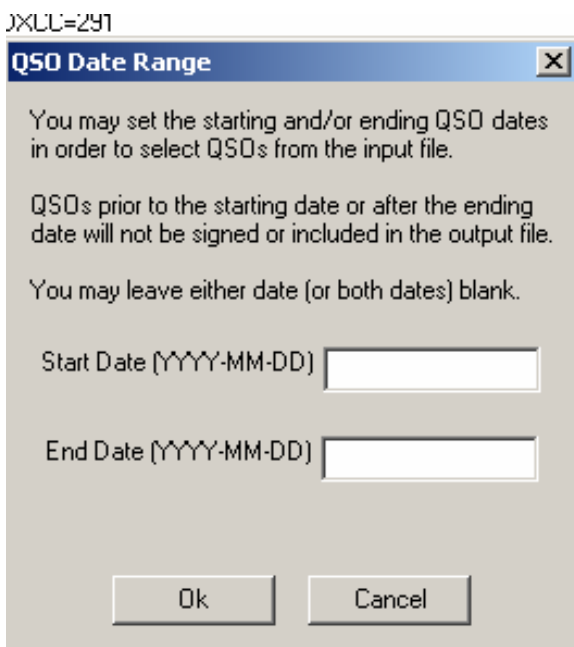 DXCC=291
QSO Date Range
You may set the starting and/or ending QSO dates
in order to select QSOs from the input file.
QSOs prior to the starting date or after the ending
date will not be signed or included in the output file.
You may leave either date (or both dates) blank.
Start Date (YYYY-MM-DD)
End Date (YYYY-MM-DD)
Ok Cancel